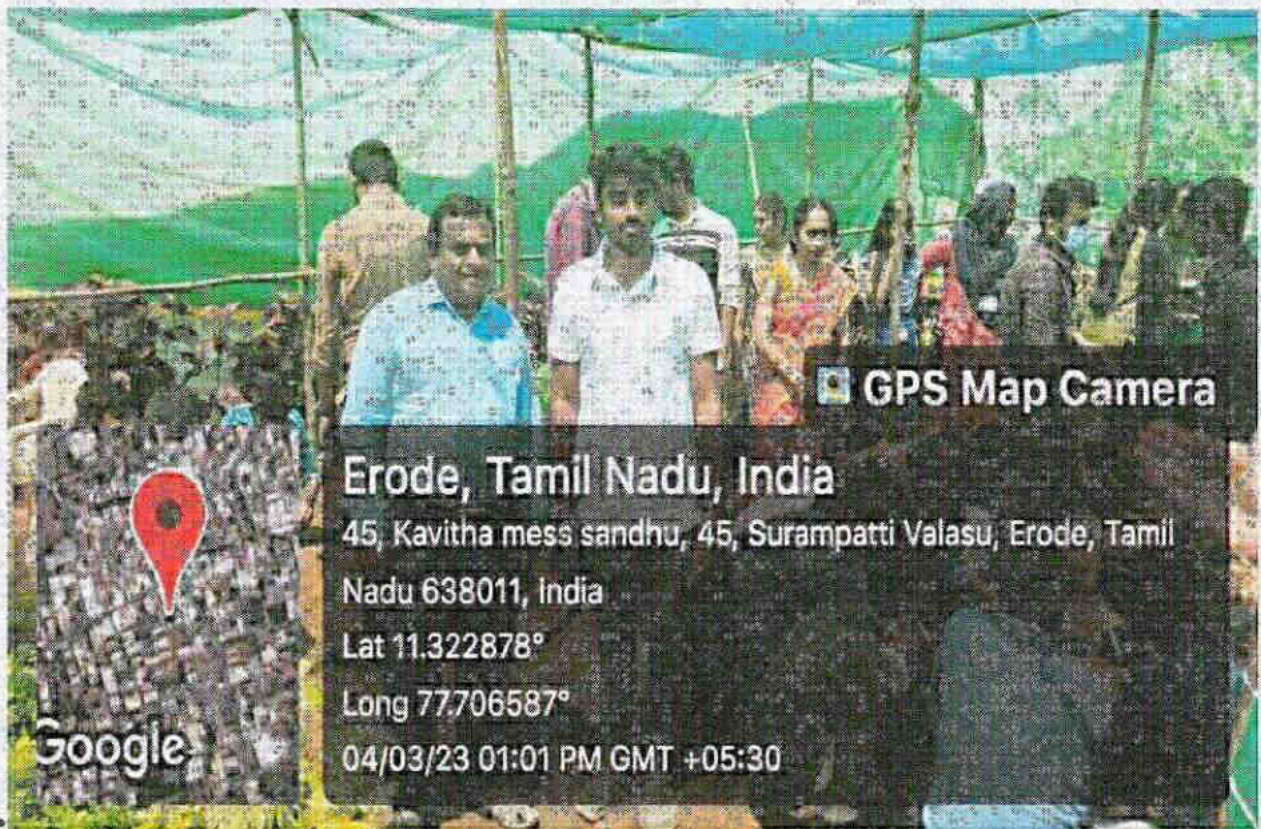 GPS Map Camera
Erode, Tamil Nadu, India
45, Kavitha mess sandhu, 45, Surampatti Valasu, Erode, Tamil
Nadu 638011, India
Lat 11.322878°
Long 77.706587°
04/03/23 01:01 PM GMT +05:30
Google